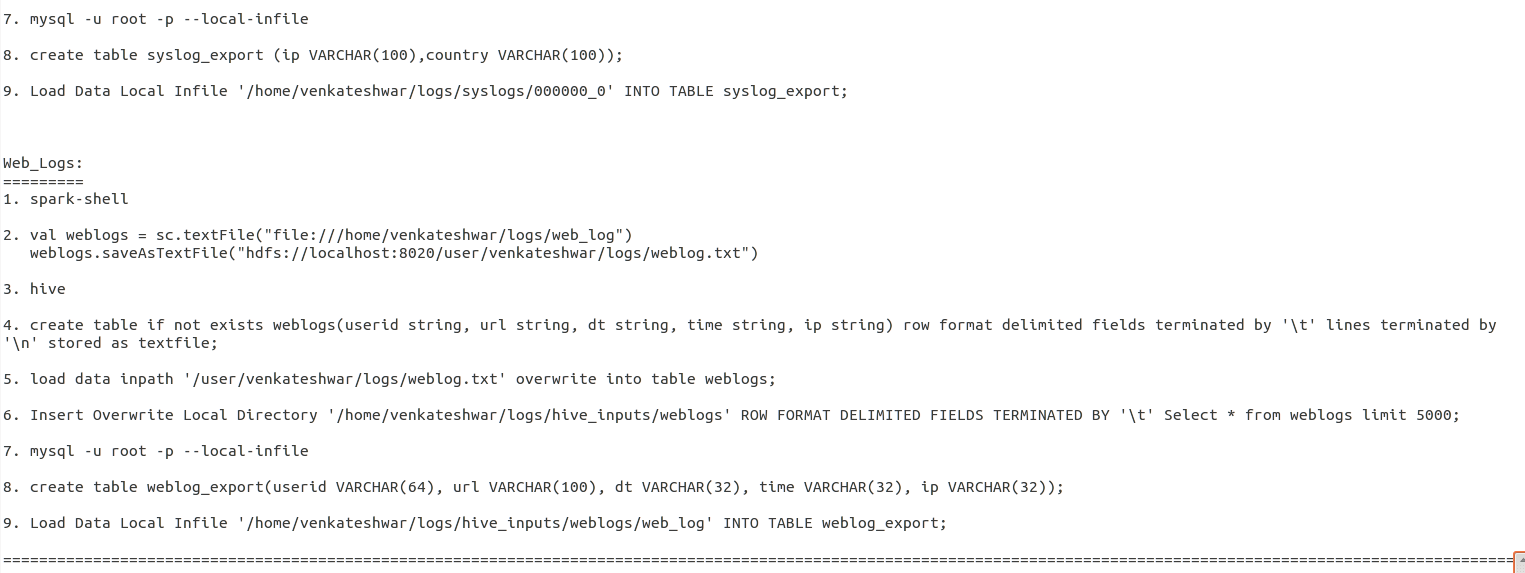 7. mysql -u root -p --local-infile
8. create table syslog_export (ip VARCHAR(100),country VARCHAR(100));
9. Load Data Local Infile '/home/venkateshwar/logs/syslogs/000000_0' INTO TABLE syslog_export;
Web_Logs:
=========
1. spark-shell
2. val weblogs = sc.textFile("file:///home/venkateshwar/logs/web_log")
weblogs.saveAsTextFile("hdfs://localhost:8020/user/venkateshwar/logs/weblog.txt")
3. hive
4. create table if not exists weblogs(userid string, url string, dt string, time string, ip string) row format delimited fields terminated by '\t' lines terminated by
'\n' stored as textfile;
5. load data inpath '/user/venkateshwar/logs/weblog.txt' overwrite into table weblogs;
6. Insert Overwrite Local Directory '/home/venkateshwar/logs/hive_inputs/weblogs' ROW FORMAT DELIMITED FIELDS TERMINATED BY '\t' Select * from weblogs limit 5000;
7. mysql -u root -p --local-infile
8. create table weblog_export(userid VARCHAR(64), url VARCHAR(100), dt VARCHAR(32), time VARCHAR(32), ip VARCHAR(32));
9. Load Data Local Infile '/home/venkateshwar/logs/hive_inputs/weblogs/web_log' INTO TABLE weblog_export;
========================================================================================================================================================================